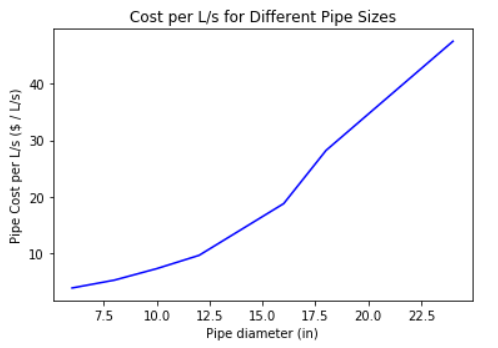 Cost per L/s for Different Pipe Sizes
Pipe Cost per L/s ($ / L/s)
40
30
20
10
7.5 10.0 12.5 15.0 17.5 20.0 22.5
Pipe diameter (in)